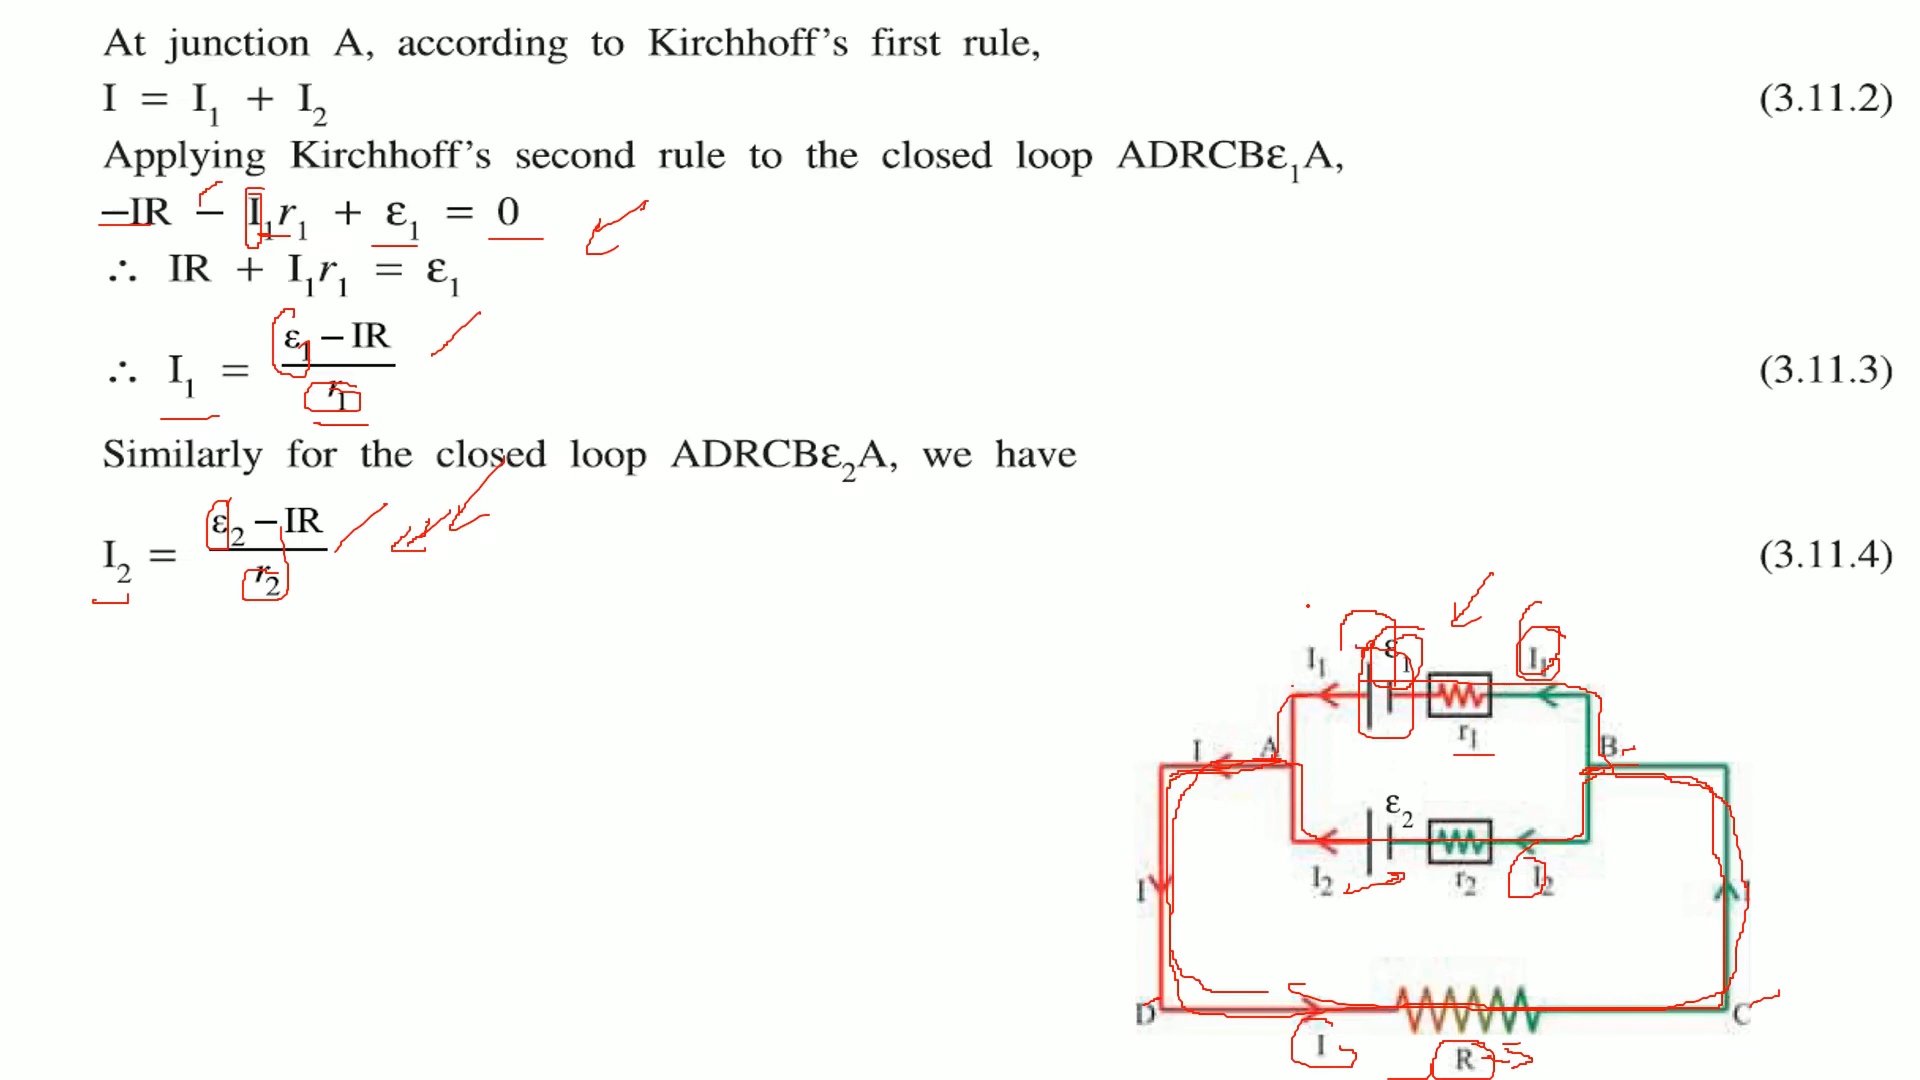 At junction A, according to Kirchhoff's first rule,
I = I₁ + I₂ (3.11.2)
Applying Kirchhoff's second rule to the closed loop ADRCBε₁A,
–IR – I₁r₁ + ε₁ = 0
∴ IR + I₁r₁ = ε₁
∴ I₁ = (ε₁ – IR)/r₁ (3.11.3)
Similarly for the closed loop ADRCBε₂A, we have
I₂ = (ε₂ – IR)/r₂ (3.11.4)
I₁ ε₁ I₁
r₁
I A B
ε₂
I₂ r₂ I₂
I I
D C
I R